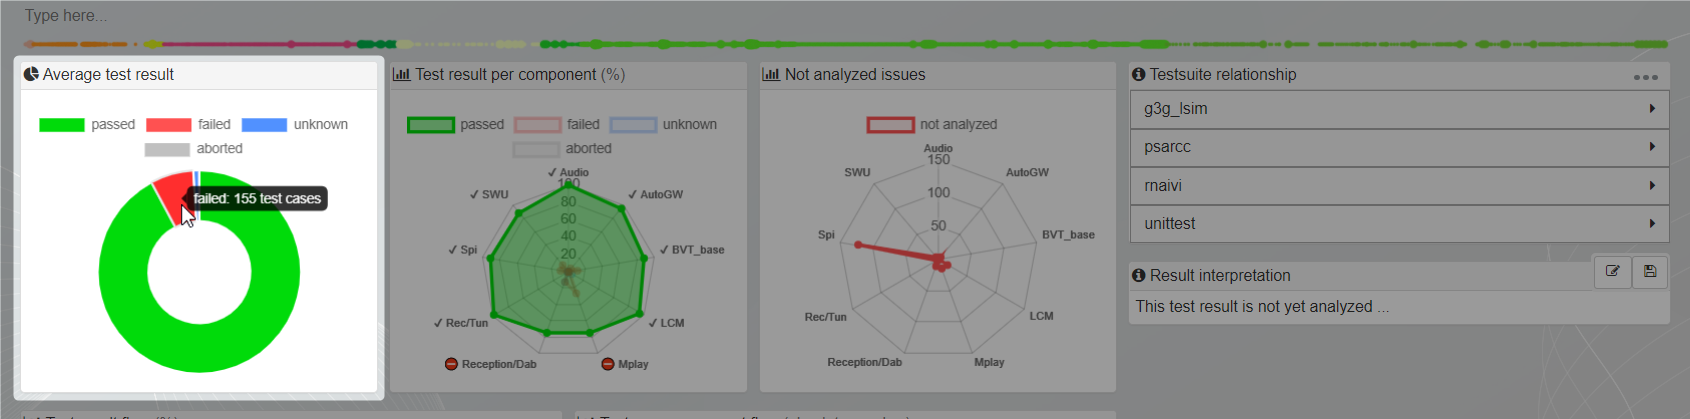 Type here...
Average test result
passed
failed
unknown
aborted
failed: 155 test cases
Test result per component (%)
passed
failed
unknown
aborted
✓ Audio
100
✓ SWU
✓ AutoGW
80
60
✓ Spi
✓ BVT_base
40
20
✓ Rec/Tun
✓ LCM
Reception/Dab
Mplay
Not analyzed issues
not analyzed
Audio
150
SWU
AutoGW
100
50
Spi
BVT_base
Rec/Tun
LCM
Reception/Dab
Mplay
Testsuite relationship
g3g_lsim
psarcc
rnaivi
unittest
Result interpretation
This test result is not yet analyzed ...